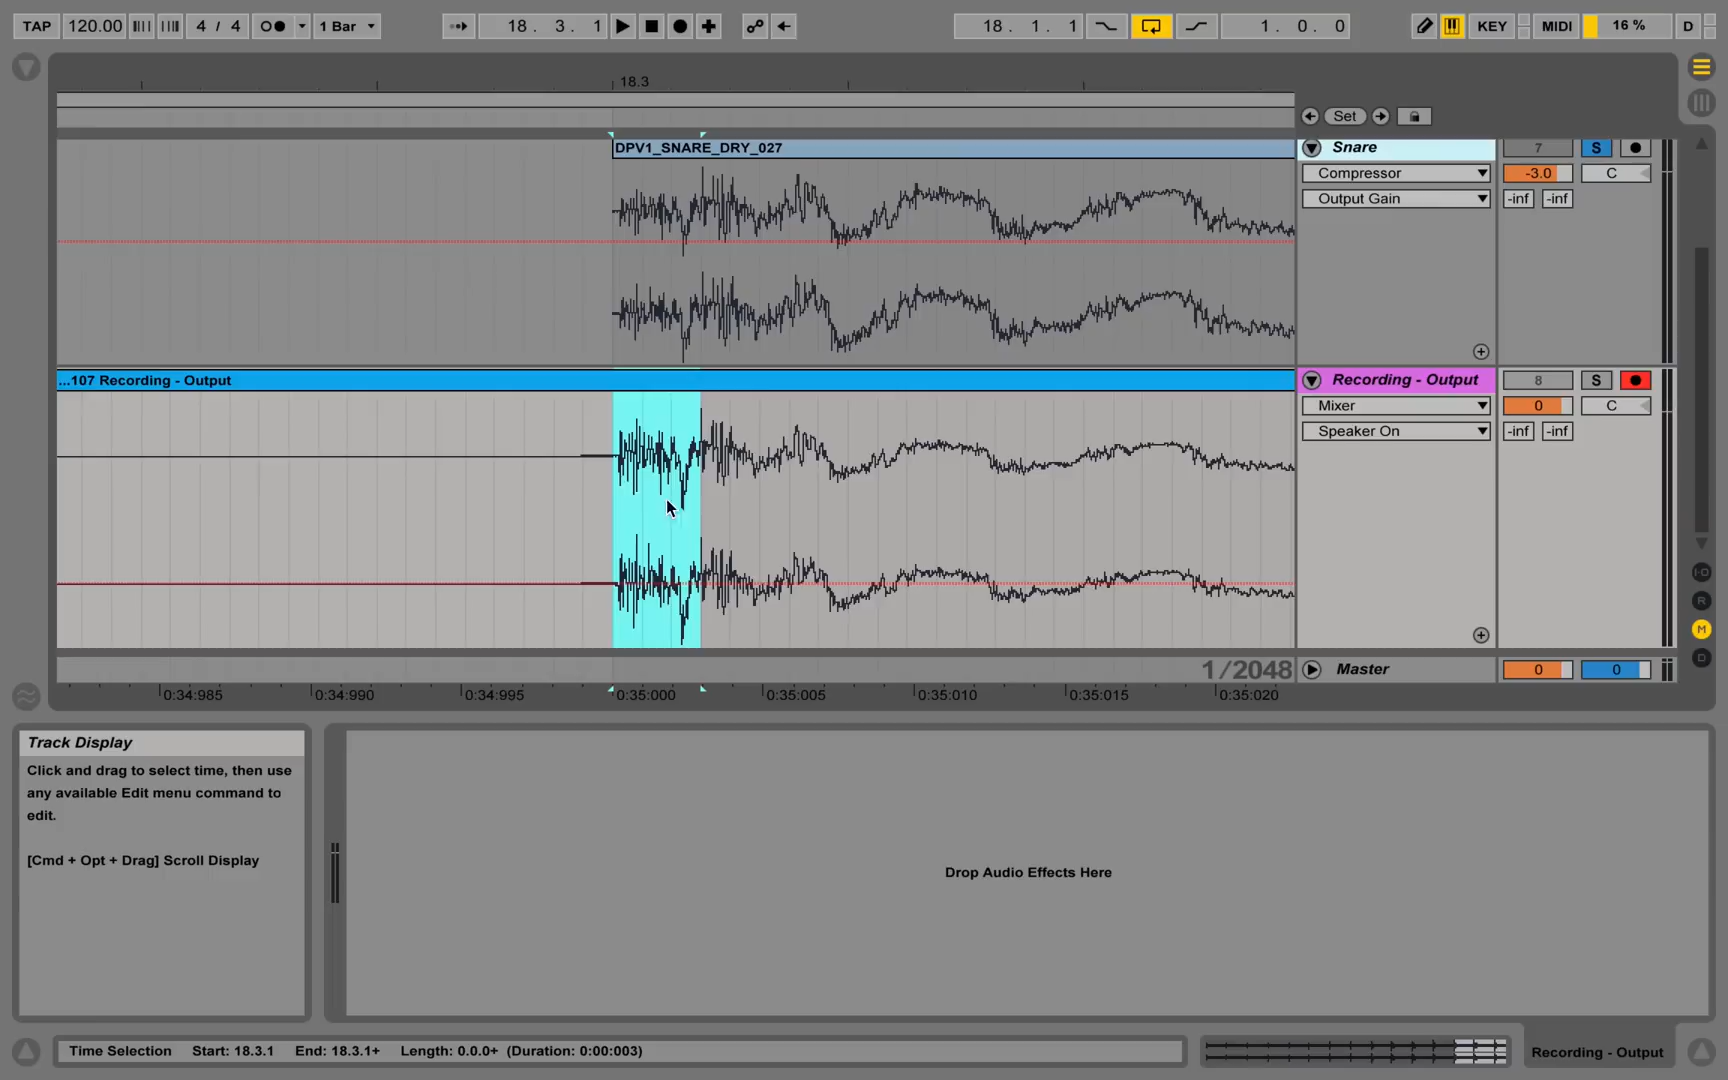 TAP 120.00 4 / 4 1 Bar 18. 3. 1 18. 1. 1 1. 0. 0 KEY MIDI 16 % D
18.3
Set
DPV1_SNARE_DRY_027
Snare 7 S
Compressor -3.0 C
Output Gain -inf -inf
...107 Recording - Output
Recording - Output 8 S
Mixer 0 C
Speaker On -inf -inf
I·O
R
M
D
1/2048 Master 0 0
0:34:985 0:34:990 0:34:995 0:35:000 0:35:005 0:35:010 0:35:015 0:35:020
Track Display
Click and drag to select time, then use
any available Edit menu command to
edit.
[Cmd + Opt + Drag] Scroll Display
Drop Audio Effects Here
Time Selection Start: 18.3.1 End: 18.3.1+ Length: 0.0.0+ (Duration: 0:00:003)
Recording - Output